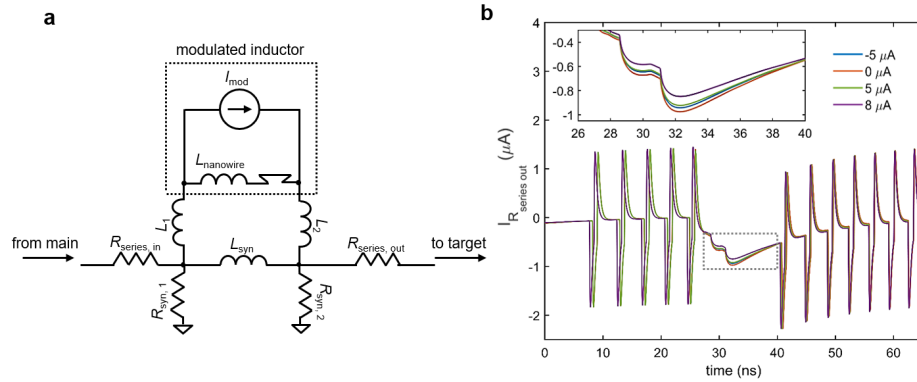 a
modulated inductor
I_mod
L_nanowire
L_1
L_2
from main
R_series, in
L_syn
R_series, out
to target
R_syn, 1
R_syn, 2
b
I_R series out (μA)
4
3
2
1
0
-1
-2
-0.4
-0.6
-0.8
-1
26 28 30 32 34 36 38 40
-5 μA
0 μA
5 μA
8 μA
0 10 20 30 40 50 60
time (ns)